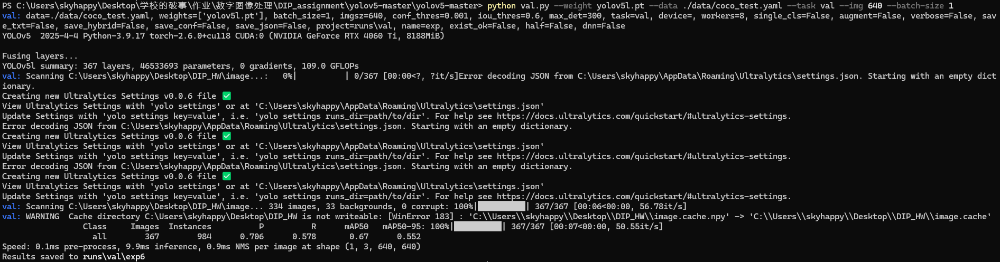 PS C:\Users\skyhappy\Desktop\学校的破事\作业\数字图像处理\DIP_assignment\yolov5-master\yolov5-master> python val.py --weight yolov5l.pt --data ./data/coco_test.yaml --task val --img 640 --batch-size 1
val: data=./data/coco_test.yaml, weights=['yolov5l.pt'], batch_size=1, imgsz=640, conf_thres=0.001, iou_thres=0.6, max_det=300, task=val, device=, workers=8, single_cls=False, augment=False, verbose=False, sav
e_txt=False, save_hybrid=False, save_conf=False, save_json=False, project=runs\val, name=exp, exist_ok=False, half=False, dnn=False
YOLOv5  2025-4-4 Python-3.9.17 torch-2.6.0+cu118 CUDA:0 (NVIDIA GeForce RTX 4060 Ti, 8188MiB)
Fusing layers...
YOLOv5l summary: 367 layers, 46533693 parameters, 0 gradients, 109.0 GFLOPs
val: Scanning C:\Users\skyhappy\Desktop\DIP_HW\image...:   0%|          | 0/367 [00:00<?, ?it/s]Error decoding JSON from C:\Users\skyhappy\AppData\Roaming\Ultralytics\settings.json. Starting with an empty dict
ionary.
Creating new Ultralytics Settings v0.0.6 file ✅
View Ultralytics Settings with 'yolo settings' or at 'C:\Users\skyhappy\AppData\Roaming\Ultralytics\settings.json'
Update Settings with 'yolo settings key=value', i.e. 'yolo settings runs_dir=path/to/dir'. For help see https://docs.ultralytics.com/quickstart/#ultralytics-settings.
Error decoding JSON from C:\Users\skyhappy\AppData\Roaming\Ultralytics\settings.json. Starting with an empty dictionary.
Creating new Ultralytics Settings v0.0.6 file ✅
View Ultralytics Settings with 'yolo settings' or at 'C:\Users\skyhappy\AppData\Roaming\Ultralytics\settings.json'
Update Settings with 'yolo settings key=value', i.e. 'yolo settings runs_dir=path/to/dir'. For help see https://docs.ultralytics.com/quickstart/#ultralytics-settings.
Error decoding JSON from C:\Users\skyhappy\AppData\Roaming\Ultralytics\settings.json. Starting with an empty dictionary.
Creating new Ultralytics Settings v0.0.6 file ✅
View Ultralytics Settings with 'yolo settings' or at 'C:\Users\skyhappy\AppData\Roaming\Ultralytics\settings.json'
Update Settings with 'yolo settings key=value', i.e. 'yolo settings runs_dir=path/to/dir'. For help see https://docs.ultralytics.com/quickstart/#ultralytics-settings.
val: Scanning C:\Users\skyhappy\Desktop\DIP_HW\image... 334 images, 33 backgrounds, 0 corrupt: 100%|██████████| 367/367 [00:06<00:00, 56.78it/s]
val: WARNING  Cache directory C:\Users\skyhappy\Desktop\DIP_HW is not writeable: [WinError 183] : 'C:\\Users\\skyhappy\\Desktop\\DIP_HW\\image.cache.npy' -> 'C:\\Users\\skyhappy\\Desktop\\DIP_HW\\image.cache'
                 Class     Images  Instances          P          R      mAP50   mAP50-95: 100%|██████████| 367/367 [00:07<00:00, 50.55it/s]
                   all        367        984      0.706      0.578       0.67      0.552
Speed: 0.1ms pre-process, 9.9ms inference, 0.9ms NMS per image at shape (1, 3, 640, 640)
Results saved to runs\val\exp6